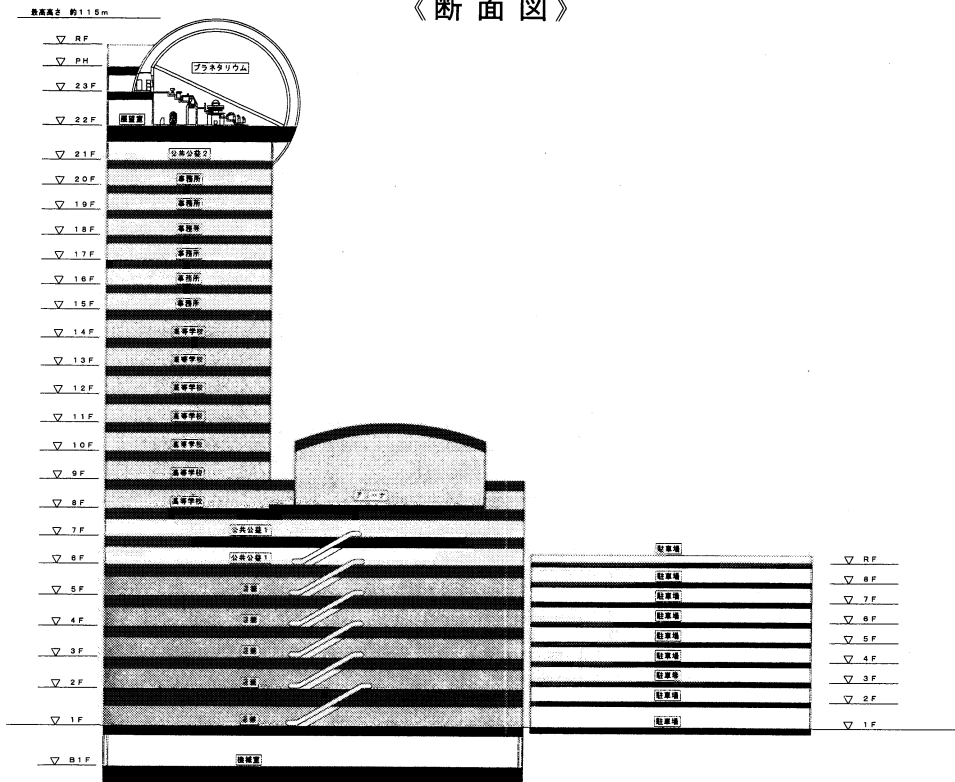 《断面図》
最高高さ 約115m
▽ RF
▽ PH
▽ 23F
▽ 22F
▽ 21F
▽ 20F
▽ 19F
▽ 18F
▽ 17F
▽ 16F
▽ 15F
▽ 14F
▽ 13F
▽ 12F
▽ 11F
▽ 10F
▽ 9F
▽ 8F
▽ 7F
▽ 6F
▽ 5F
▽ 4F
▽ 3F
▽ 2F
▽ 1F
▽ B1F
プラネタリウム
機械室
公共公益2
事務所
事務所
事務所
事務所
事務所
高等学校
高等学校
高等学校
高等学校
高等学校
高等学校
高等学校
アリーナ
公共公益1
公共公益1
店舗
店舗
店舗
店舗
店舗
機械室
駐車場
駐車場
駐車場
駐車場
駐車場
駐車場
駐車場
駐車場
駐車場
▽ RF
▽ 8F
▽ 7F
▽ 6F
▽ 5F
▽ 4F
▽ 3F
▽ 2F
▽ 1F